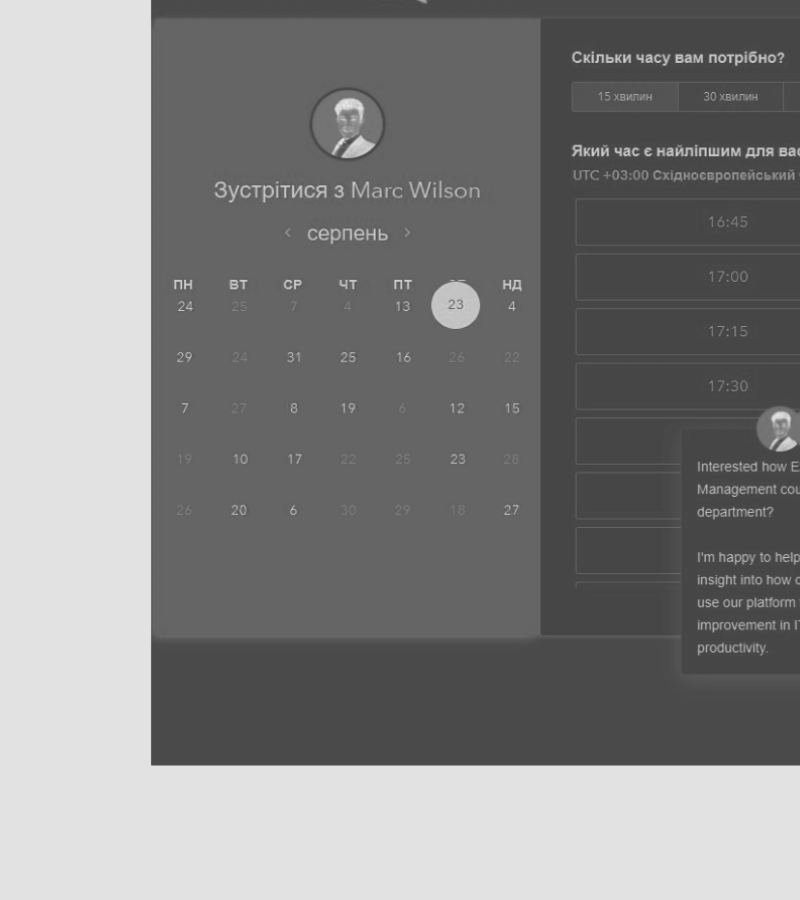 Зустрітися з Marc Wilson
серпень
ПН ВТ СР ЧТ ПТ НД
24 25 7 4 13 23 4
29 24 31 25 16 26 22
7 27 8 19 6 12 15
19 10 17 22 25 23 28
26 20 6 30 29 18 27
Скільки часу вам потрібно?
15 хвилин 30 хвилин
Який час є найліпшим для вас
UTC +03:00 Східноєвропейський
16:45
17:00
17:15
17:30
Interested how E
Management cou
department?
I'm happy to help
insight into how
use our platform
improvement in IT
productivity.